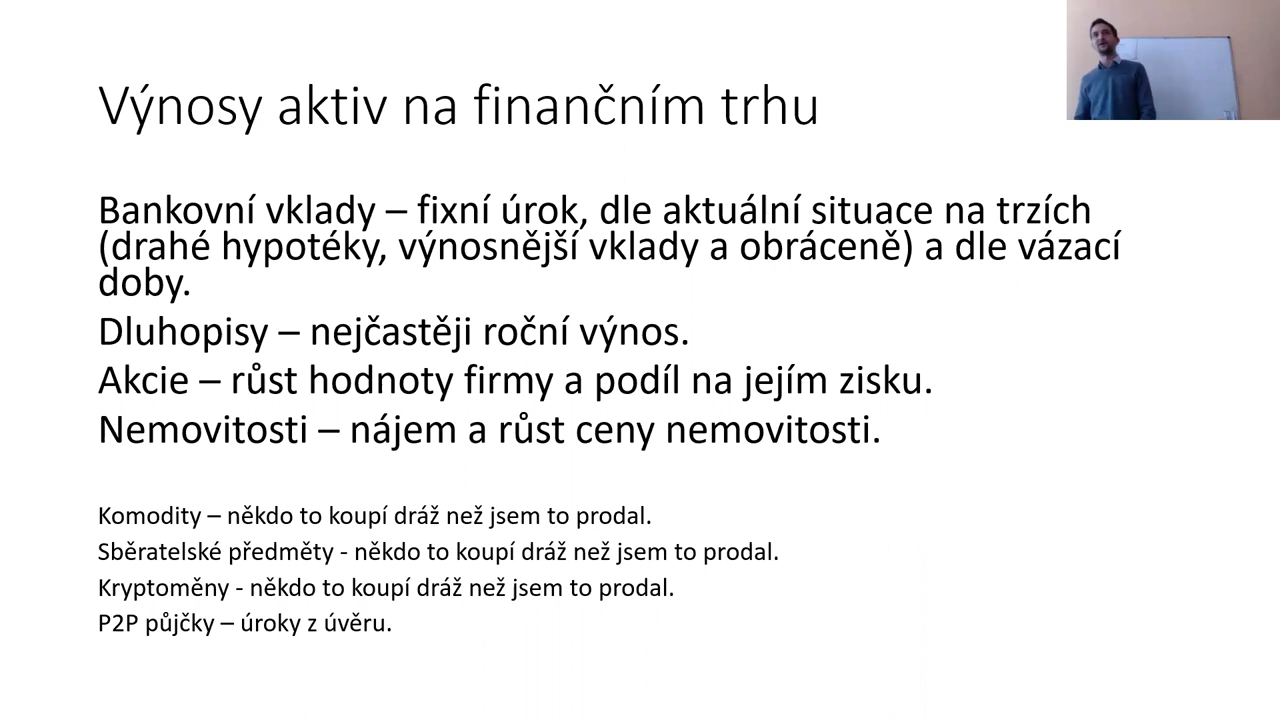 Výnosy aktiv na finančním trhu
Bankovní vklady – fixní úrok, dle aktuální situace na trzích
(drahé hypotéky, výnosnější vklady a obráceně) a dle vázací
doby.
Dluhopisy – nejčastěji roční výnos.
Akcie – růst hodnoty firmy a podíl na jejím zisku.
Nemovitosti – nájem a růst ceny nemovitosti.
Komodity – někdo to koupí dráž než jsem to prodal.
Sběratelské předměty - někdo to koupí dráž než jsem to prodal.
Kryptoměny - někdo to koupí dráž než jsem to prodal.
P2P půjčky – úroky z úvěru.